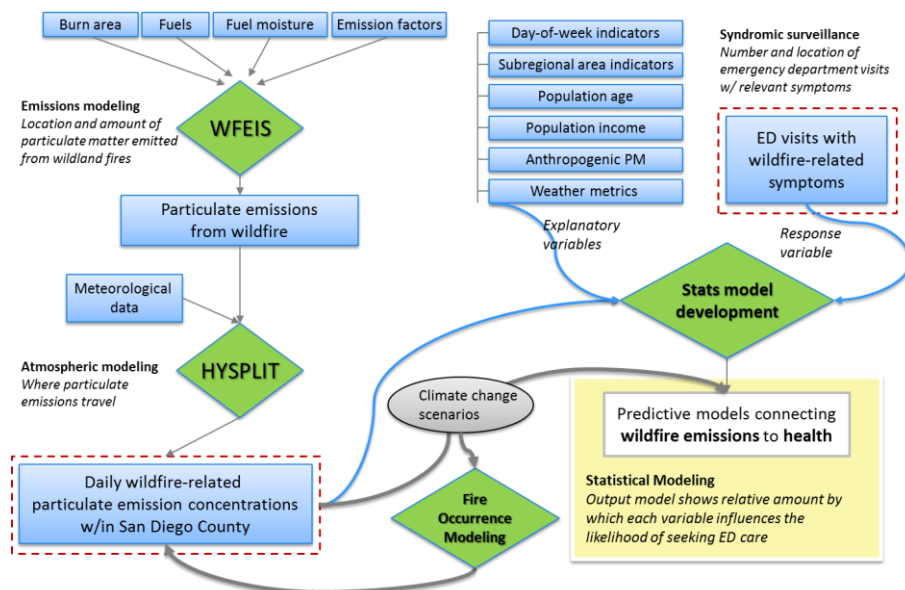 Burn area
Fuels
Fuel moisture
Emission factors
Emissions modeling
Location and amount of
particulate matter emitted
from wildland fires
WFEIS
Particulate emissions
from wildfire
Meteorological
data
Atmospheric modeling
Where particulate
emissions travel
HYSPLIT
Daily wildfire-related
particulate emission concentrations
w/in San Diego County
Day-of-week indicators
Subregional area indicators
Population age
Population income
Anthropogenic PM
Weather metrics
Explanatory
variables
Syndromic surveillance
Number and location of
emergency department visits
w/ relevant symptoms
ED visits with
wildfire-related
symptoms
Response
variable
Stats model
development
Climate change
scenarios
Fire
Occurrence
Modeling
Predictive models connecting
wildfire emissions to health
Statistical Modeling
Output model shows relative amount by
which each variable influences the
likelihood of seeking ED care